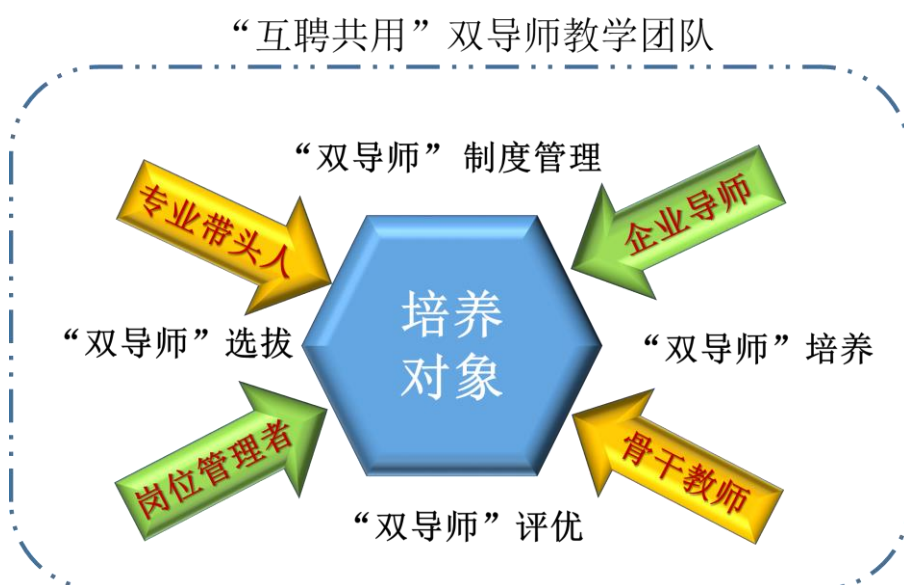 “互聘共用”双导师教学团队
“双导师” 制度管理
专业带头人
企业导师
培养
对象
“双导师”选拔
“双导师”培养
岗位管理者
骨干教师
“双导师”评优